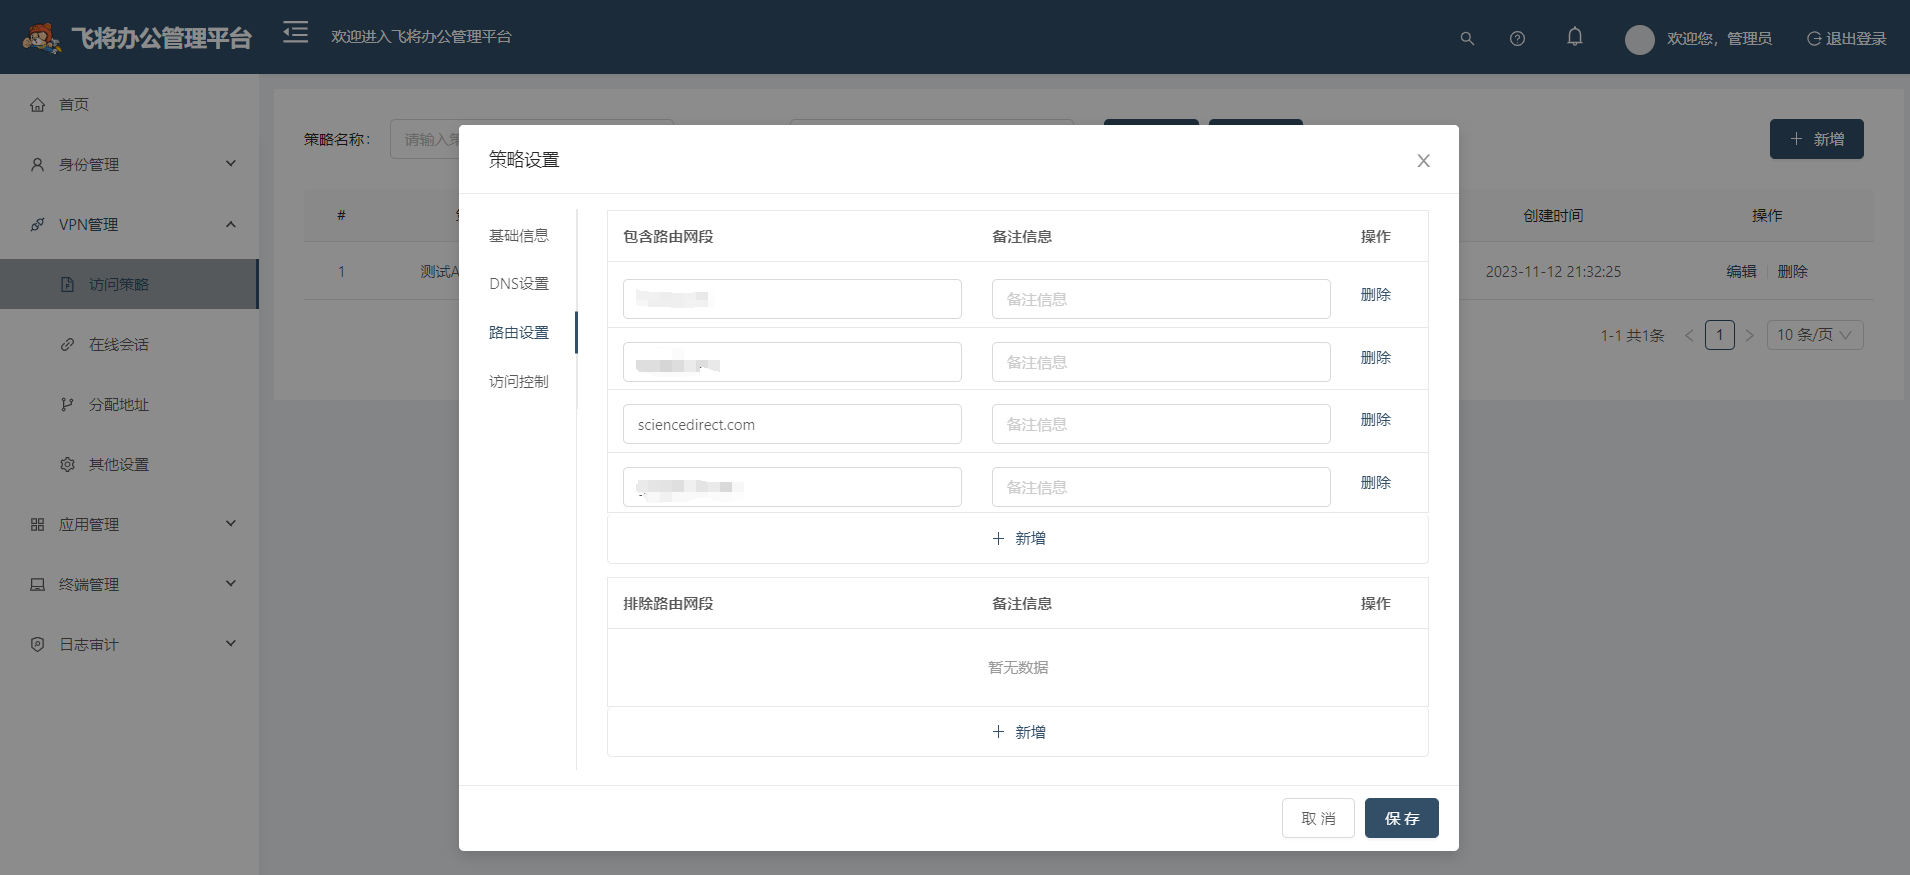 飞将办公管理平台
欢迎进入飞将办公管理平台
欢迎您，管理员
退出登录
首页
身份管理
VPN管理
访问策略
在线会话
分配地址
其他设置
应用管理
终端管理
日志审计
策略名称：
请输入
新增
#
创建时间
操作
1
测试A
2023-11-12 21:32:25
编辑
删除
1-1 共1条
1
10 条/页
策略设置
基础信息
DNS设置
路由设置
访问控制
包含路由网段
备注信息
操作
备注信息
删除
备注信息
删除
sciencedirect.com
备注信息
删除
备注信息
删除
新增
排除路由网段
备注信息
操作
暂无数据
新增
取 消
保 存